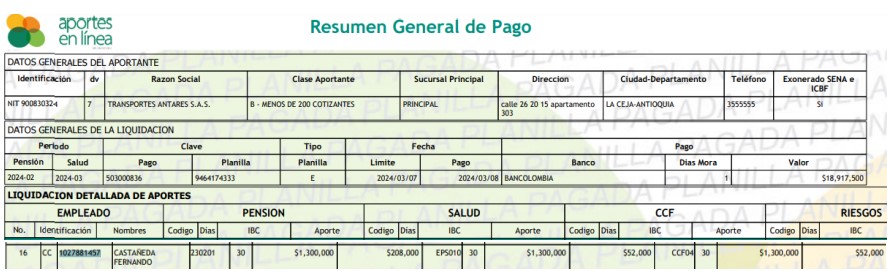 aportes
en línea
Resumen General de Pago
DATOS GENERALES DEL APORTANTE
Identificación dv Razon Social Clase Aportante Sucursal Principal Direccion Ciudad-Departamento Teléfono Exonerado SENA e ICBF
NIT 900830324 7 TRANSPORTES ANTARES S.A.S. B - MENOS DE 200 COTIZANTES PRINCIPAL calle 26 20 15 apartamento 303 LA CEJA-ANTIOQUIA 3555555 SI
DATOS GENERALES DE LA LIQUIDACION
Periodo Clave Tipo Fecha Pago
Pensión Salud Pago Planilla Planilla Limite Pago Banco Dias Mora Valor
2024-02 2024-03 503000836 9464174333 E 2024/03/07 2024/03/08 BANCOLOMBIA 1 $18,917,500
LIQUIDACION DETALLADA DE APORTES
EMPLEADO PENSION SALUD CCF RIESGOS
No. Identificación Nombres Codigo Dias IBC Aporte Codigo Dias IBC Aporte Codigo Dias IBC Aporte Codigo Dias IBC
16 CC 1027881457 CASTAÑEDA FERNANDO 230201 30 $1,300,000 $208,000 EPS010 30 $1,300,000 $52,000 CCF04 30 $1,300,000 $52,000
PLANILLA PAGADA PLANILLA PAGADA